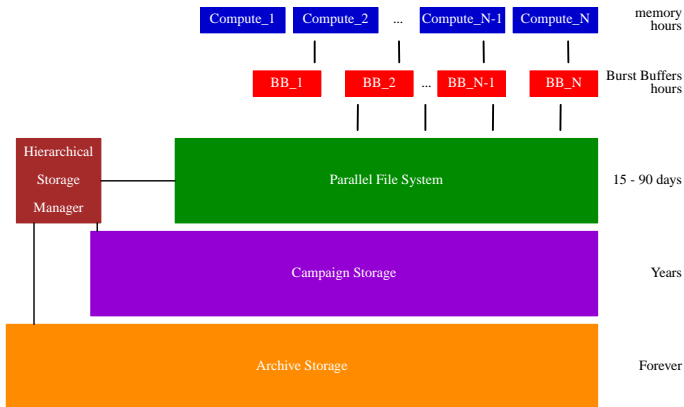 Compute_1 Compute_2 ... Compute_N-1 Compute_N memory
hours
BB_1 BB_2 ... BB_N-1 BB_N Burst Buffers
hours
Hierarchical
Storage
Manager
Parallel File System 15 - 90 days
Campaign Storage Years
Archive Storage Forever